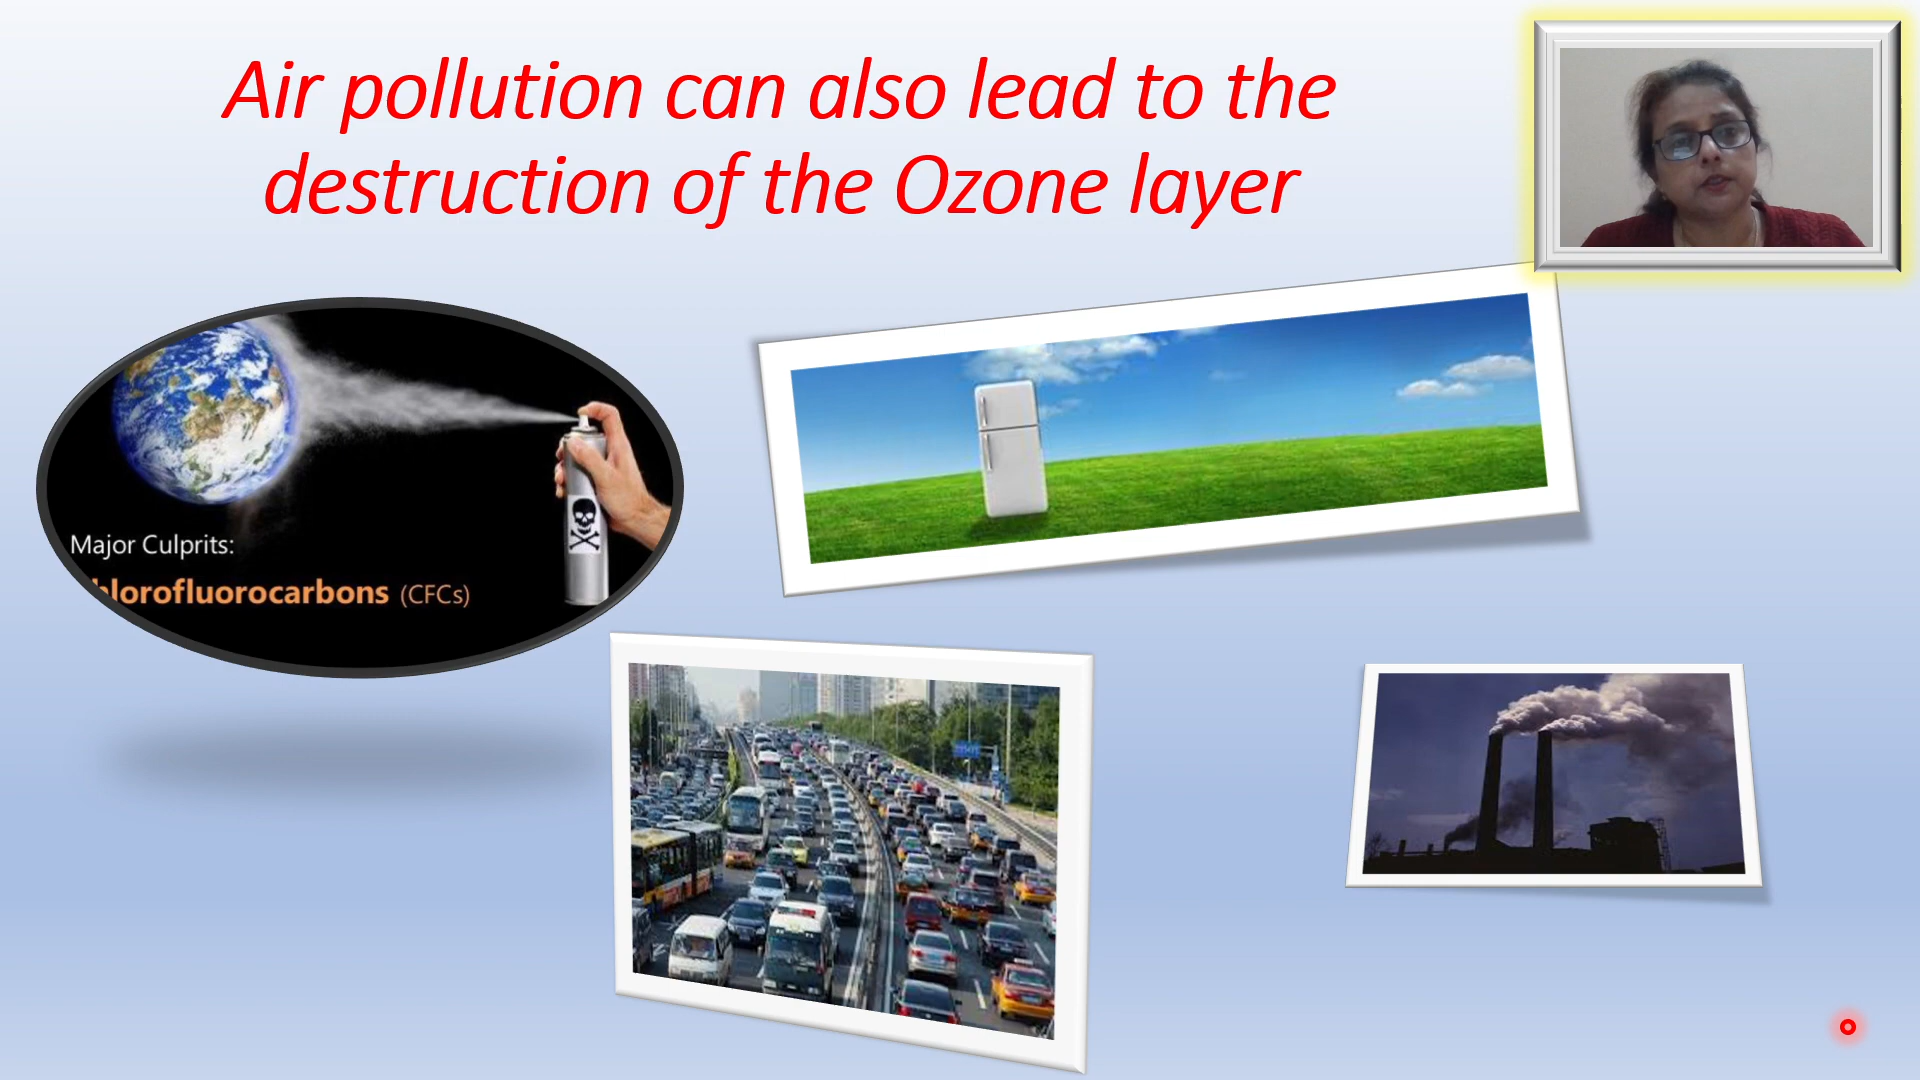 Air pollution can also lead to the
destruction of the Ozone layer
Major Culprits:
hlorofluorocarbons (CFCs)